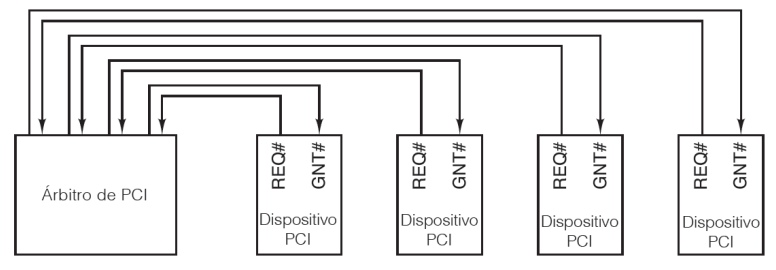 Árbitro de PCI
REQ#
GNT#
Dispositivo
PCI
REQ#
GNT#
Dispositivo
PCI
REQ#
GNT#
Dispositivo
PCI
REQ#
GNT#
Dispositivo
PCI